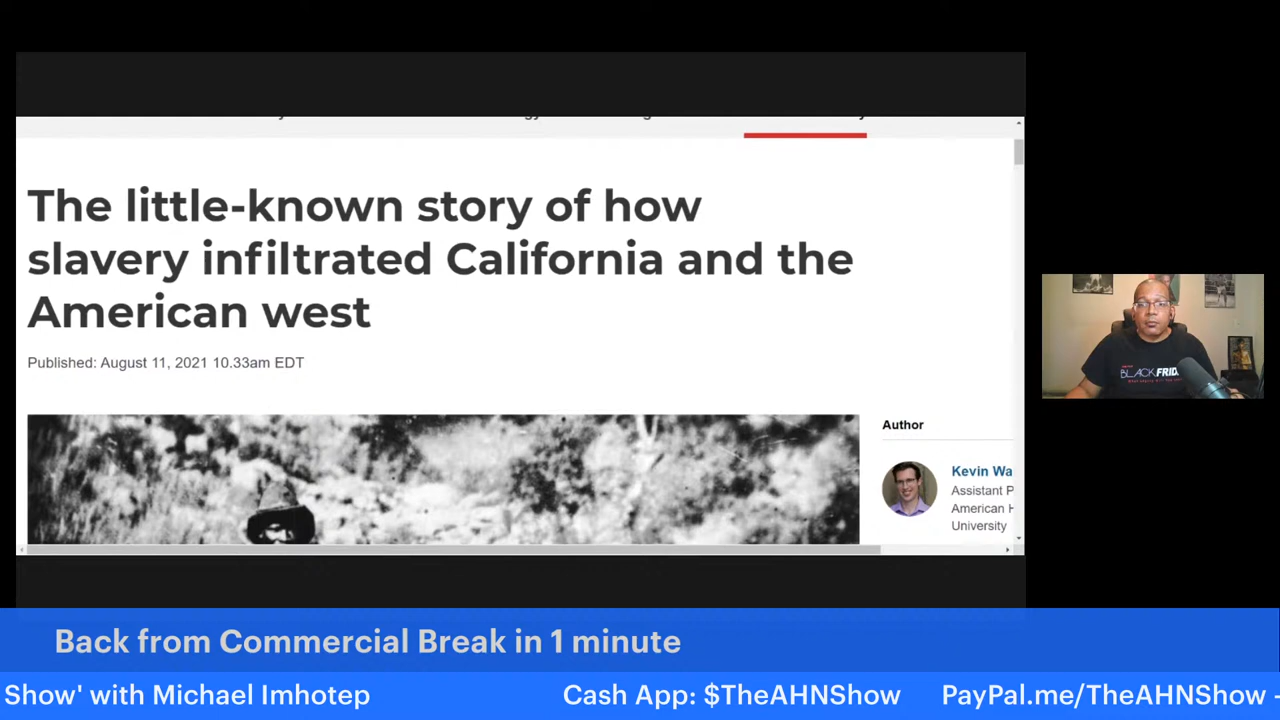 The little-known story of how
slavery infiltrated California and the
American west
Published: August 11, 2021 10.33am EDT
Author
Kevin Wa
Assistant P
American H
University
BLACK FRID
Back from Commercial Break in 1 minute
Show' with Michael Imhotep Cash App: $TheAHNShow PayPal.me/TheAHNShow -